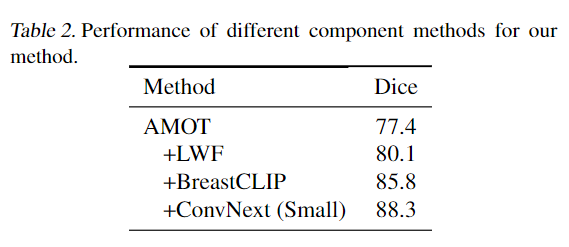 Table 2. Performance of different component methods for our
method.
Method Dice
AMOT 77.4
+LWF 80.1
+BreastCLIP 85.8
+ConvNext (Small) 88.3